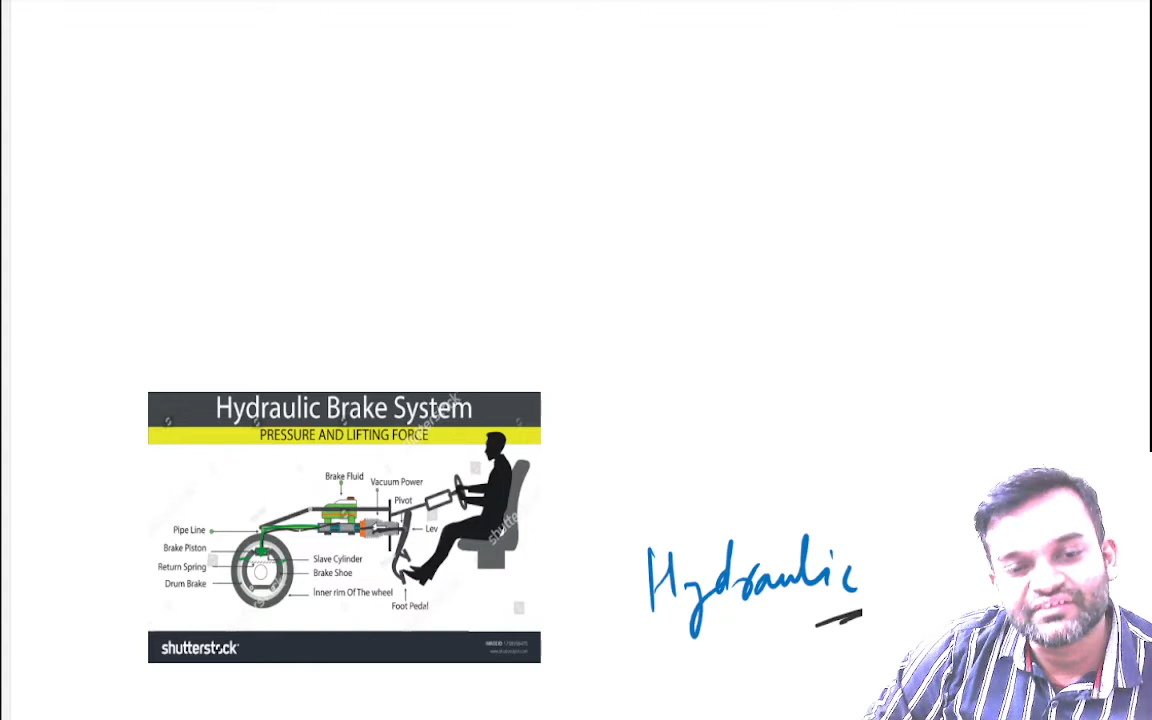 Hydraulic Brake System
PRESSURE AND LIFTING FORCE
Brake Fluid
Vacuum Power
Pivot
Pipe Line
Lev
Brake Piston
Return Spring
Slave Cylinder
Drum Brake
Brake Shoe
Inner rim Of The wheel
Foot Pedal
shutterstock
Hydraulic